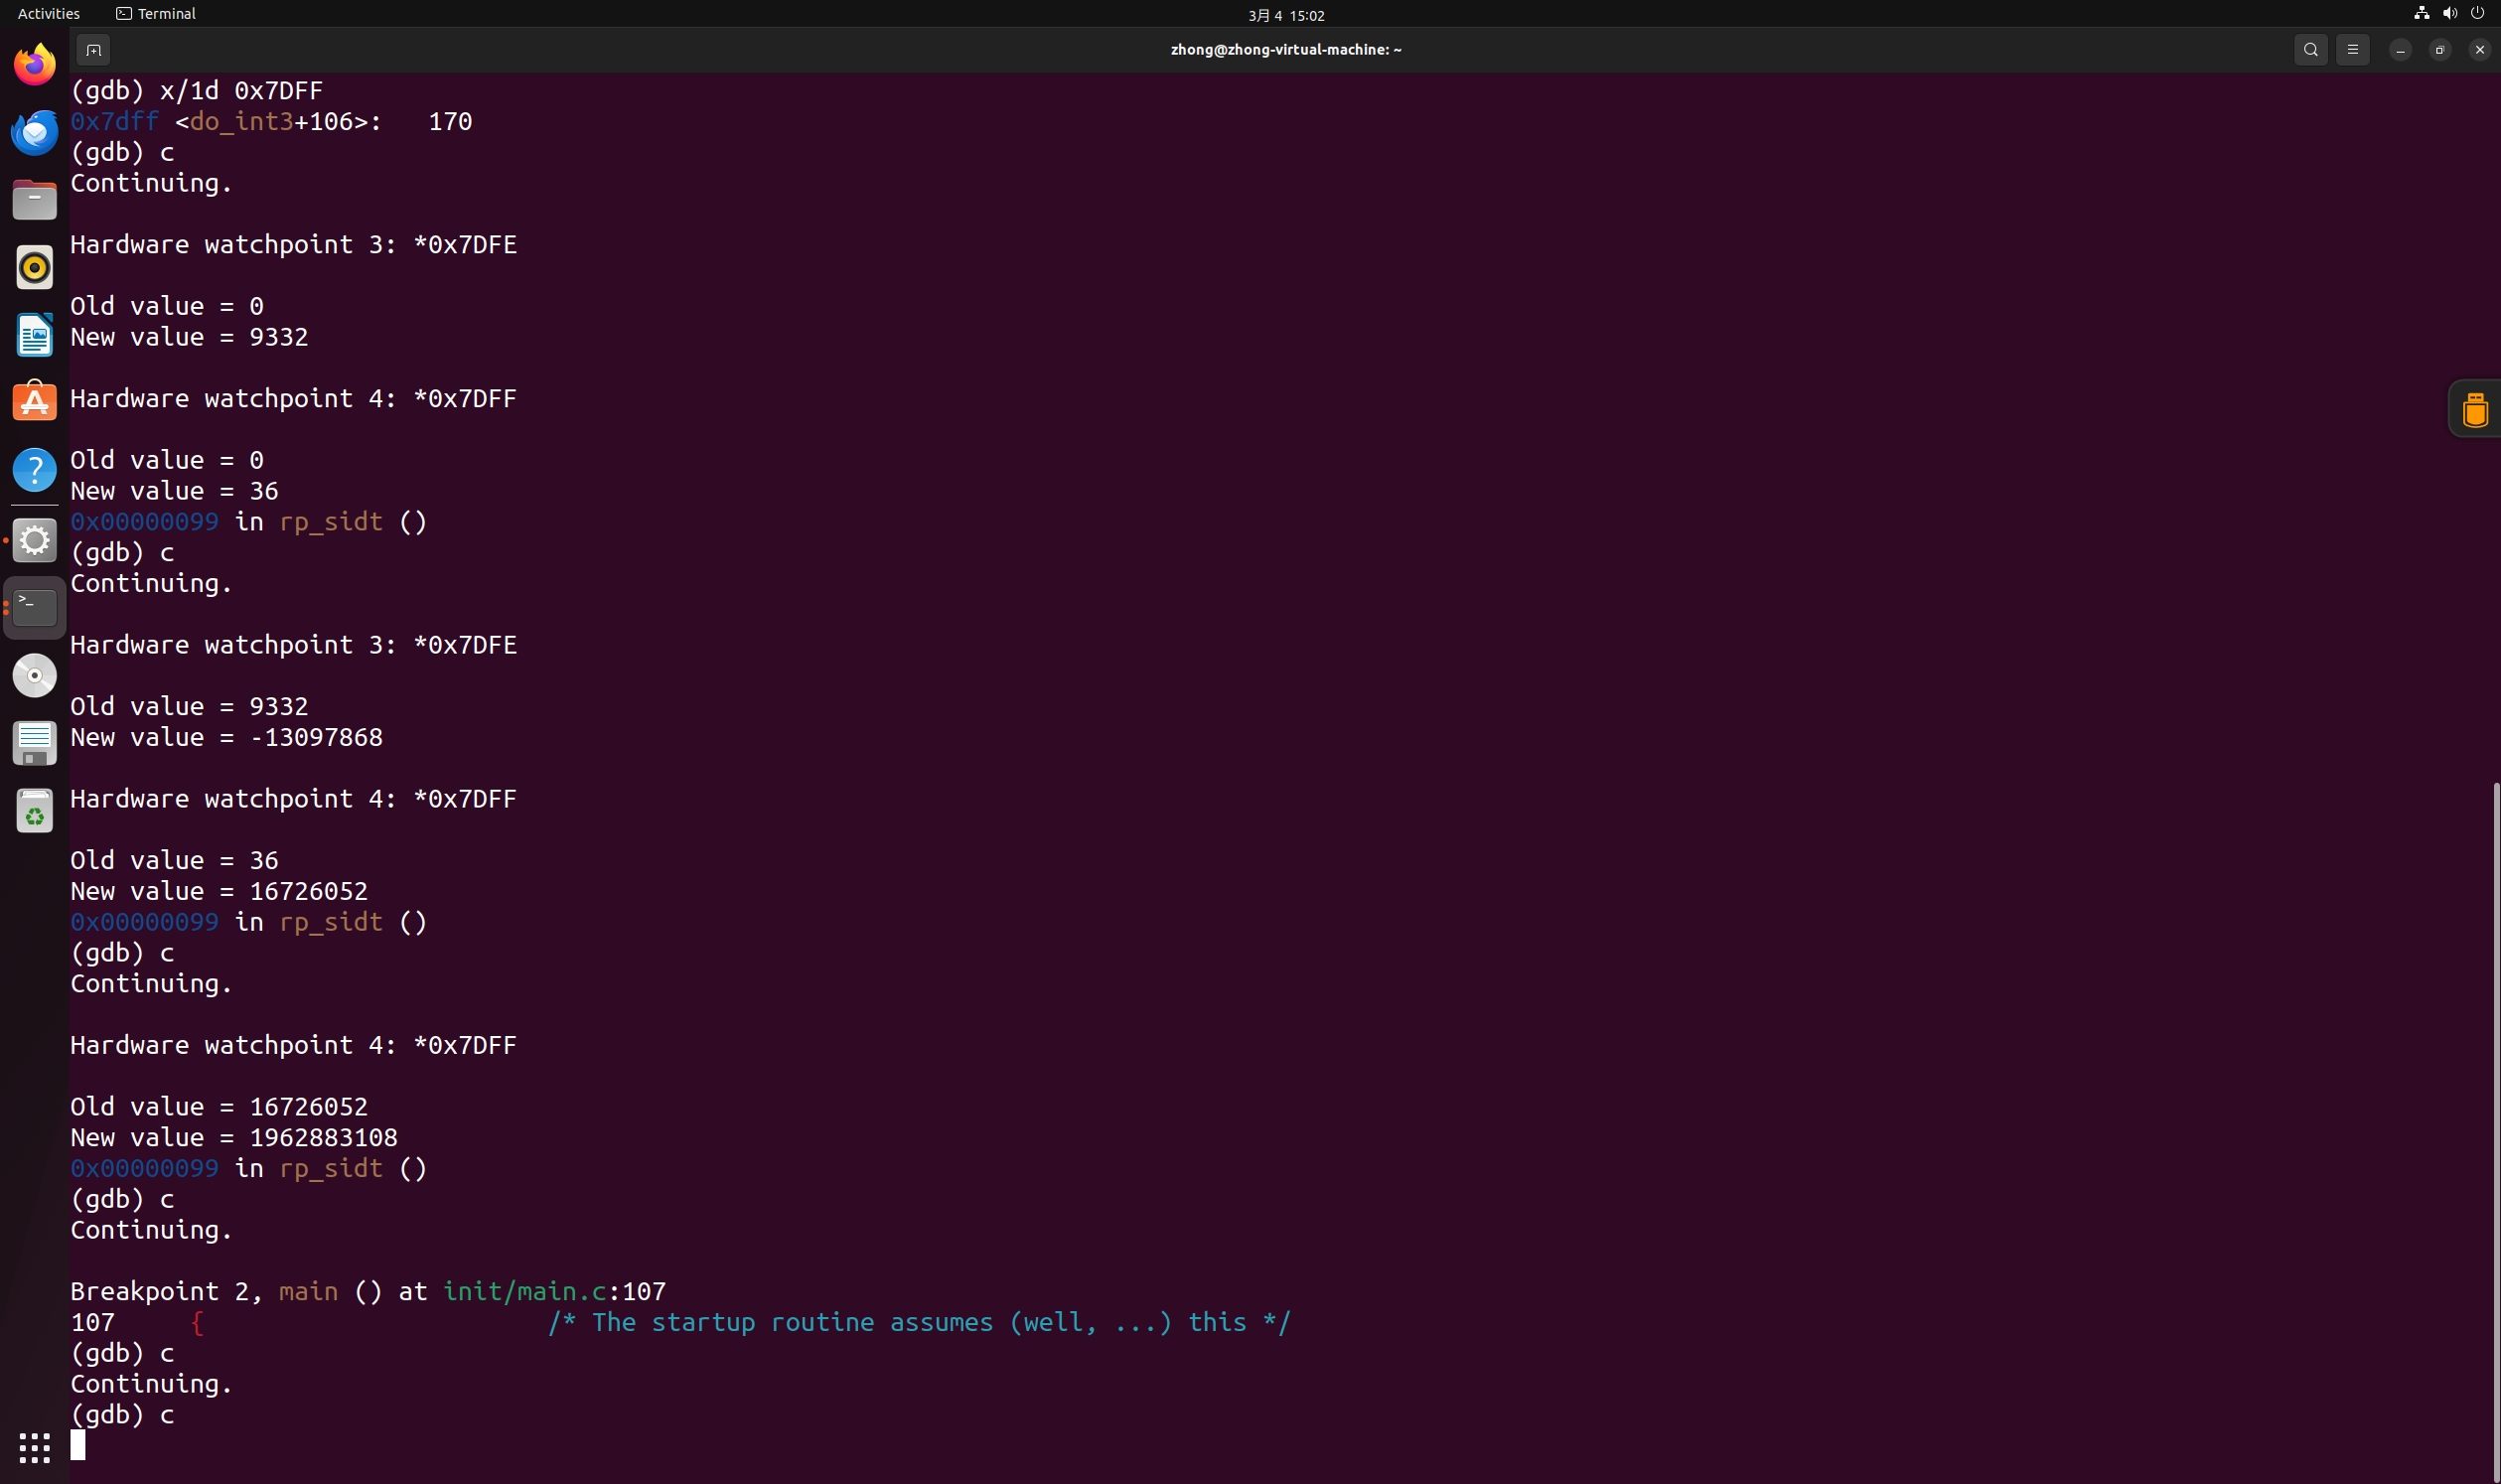 Activities
Terminal
3月 4 15:02
zhong@zhong-virtual-machine: ~
(gdb) x/1d 0x7DFF
0x7dff <do_int3+106>:   170
(gdb) c
Continuing.
Hardware watchpoint 3: *0x7DFE
Old value = 0
New value = 9332
Hardware watchpoint 4: *0x7DFF
Old value = 0
New value = 36
0x00000099 in rp_sidt ()
(gdb) c
Continuing.
Hardware watchpoint 3: *0x7DFE
Old value = 9332
New value = -13097868
Hardware watchpoint 4: *0x7DFF
Old value = 36
New value = 16726052
0x00000099 in rp_sidt ()
(gdb) c
Continuing.
Hardware watchpoint 4: *0x7DFF
Old value = 16726052
New value = 1962883108
0x00000099 in rp_sidt ()
(gdb) c
Continuing.
Breakpoint 2, main () at init/main.c:107
107     {                       /* The startup routine assumes (well, ...) this */
(gdb) c
Continuing.
(gdb) c